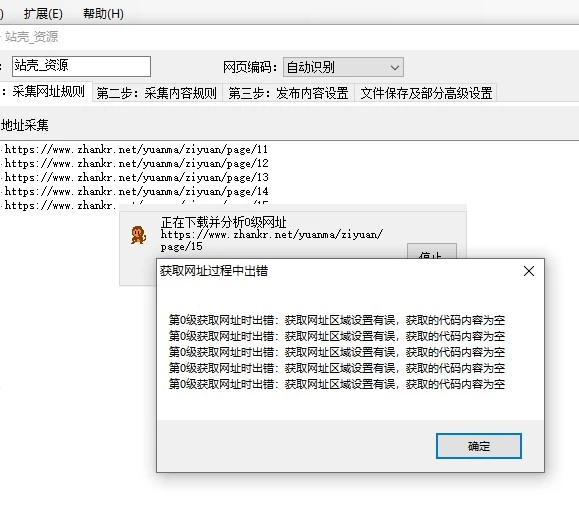 ) 扩展(E) 帮助(H)
站壳_资源
: 站壳_资源 网页编码: 自动识别
: 采集网址规则 第二步: 采集内容规则 第三步: 发布内容设置 文件保存及部分高级设置
地址采集
https://www.zhankr.net/yuanma/ziyuan/page/11
https://www.zhankr.net/yuanma/ziyuan/page/12
https://www.zhankr.net/yuanma/ziyuan/page/13
https://www.zhankr.net/yuanma/ziyuan/page/14
https://www.zhankr.net/yuanma/ziyuan/page/15
正在下载并分析0级网址
https://www.zhankr.net/yuanma/ziyuan/
page/15
停止
获取网址过程中出错
第0级获取网址时出错: 获取网址区域设置有误, 获取的代码内容为空
第0级获取网址时出错: 获取网址区域设置有误, 获取的代码内容为空
第0级获取网址时出错: 获取网址区域设置有误, 获取的代码内容为空
第0级获取网址时出错: 获取网址区域设置有误, 获取的代码内容为空
第0级获取网址时出错: 获取网址区域设置有误, 获取的代码内容为空
确定